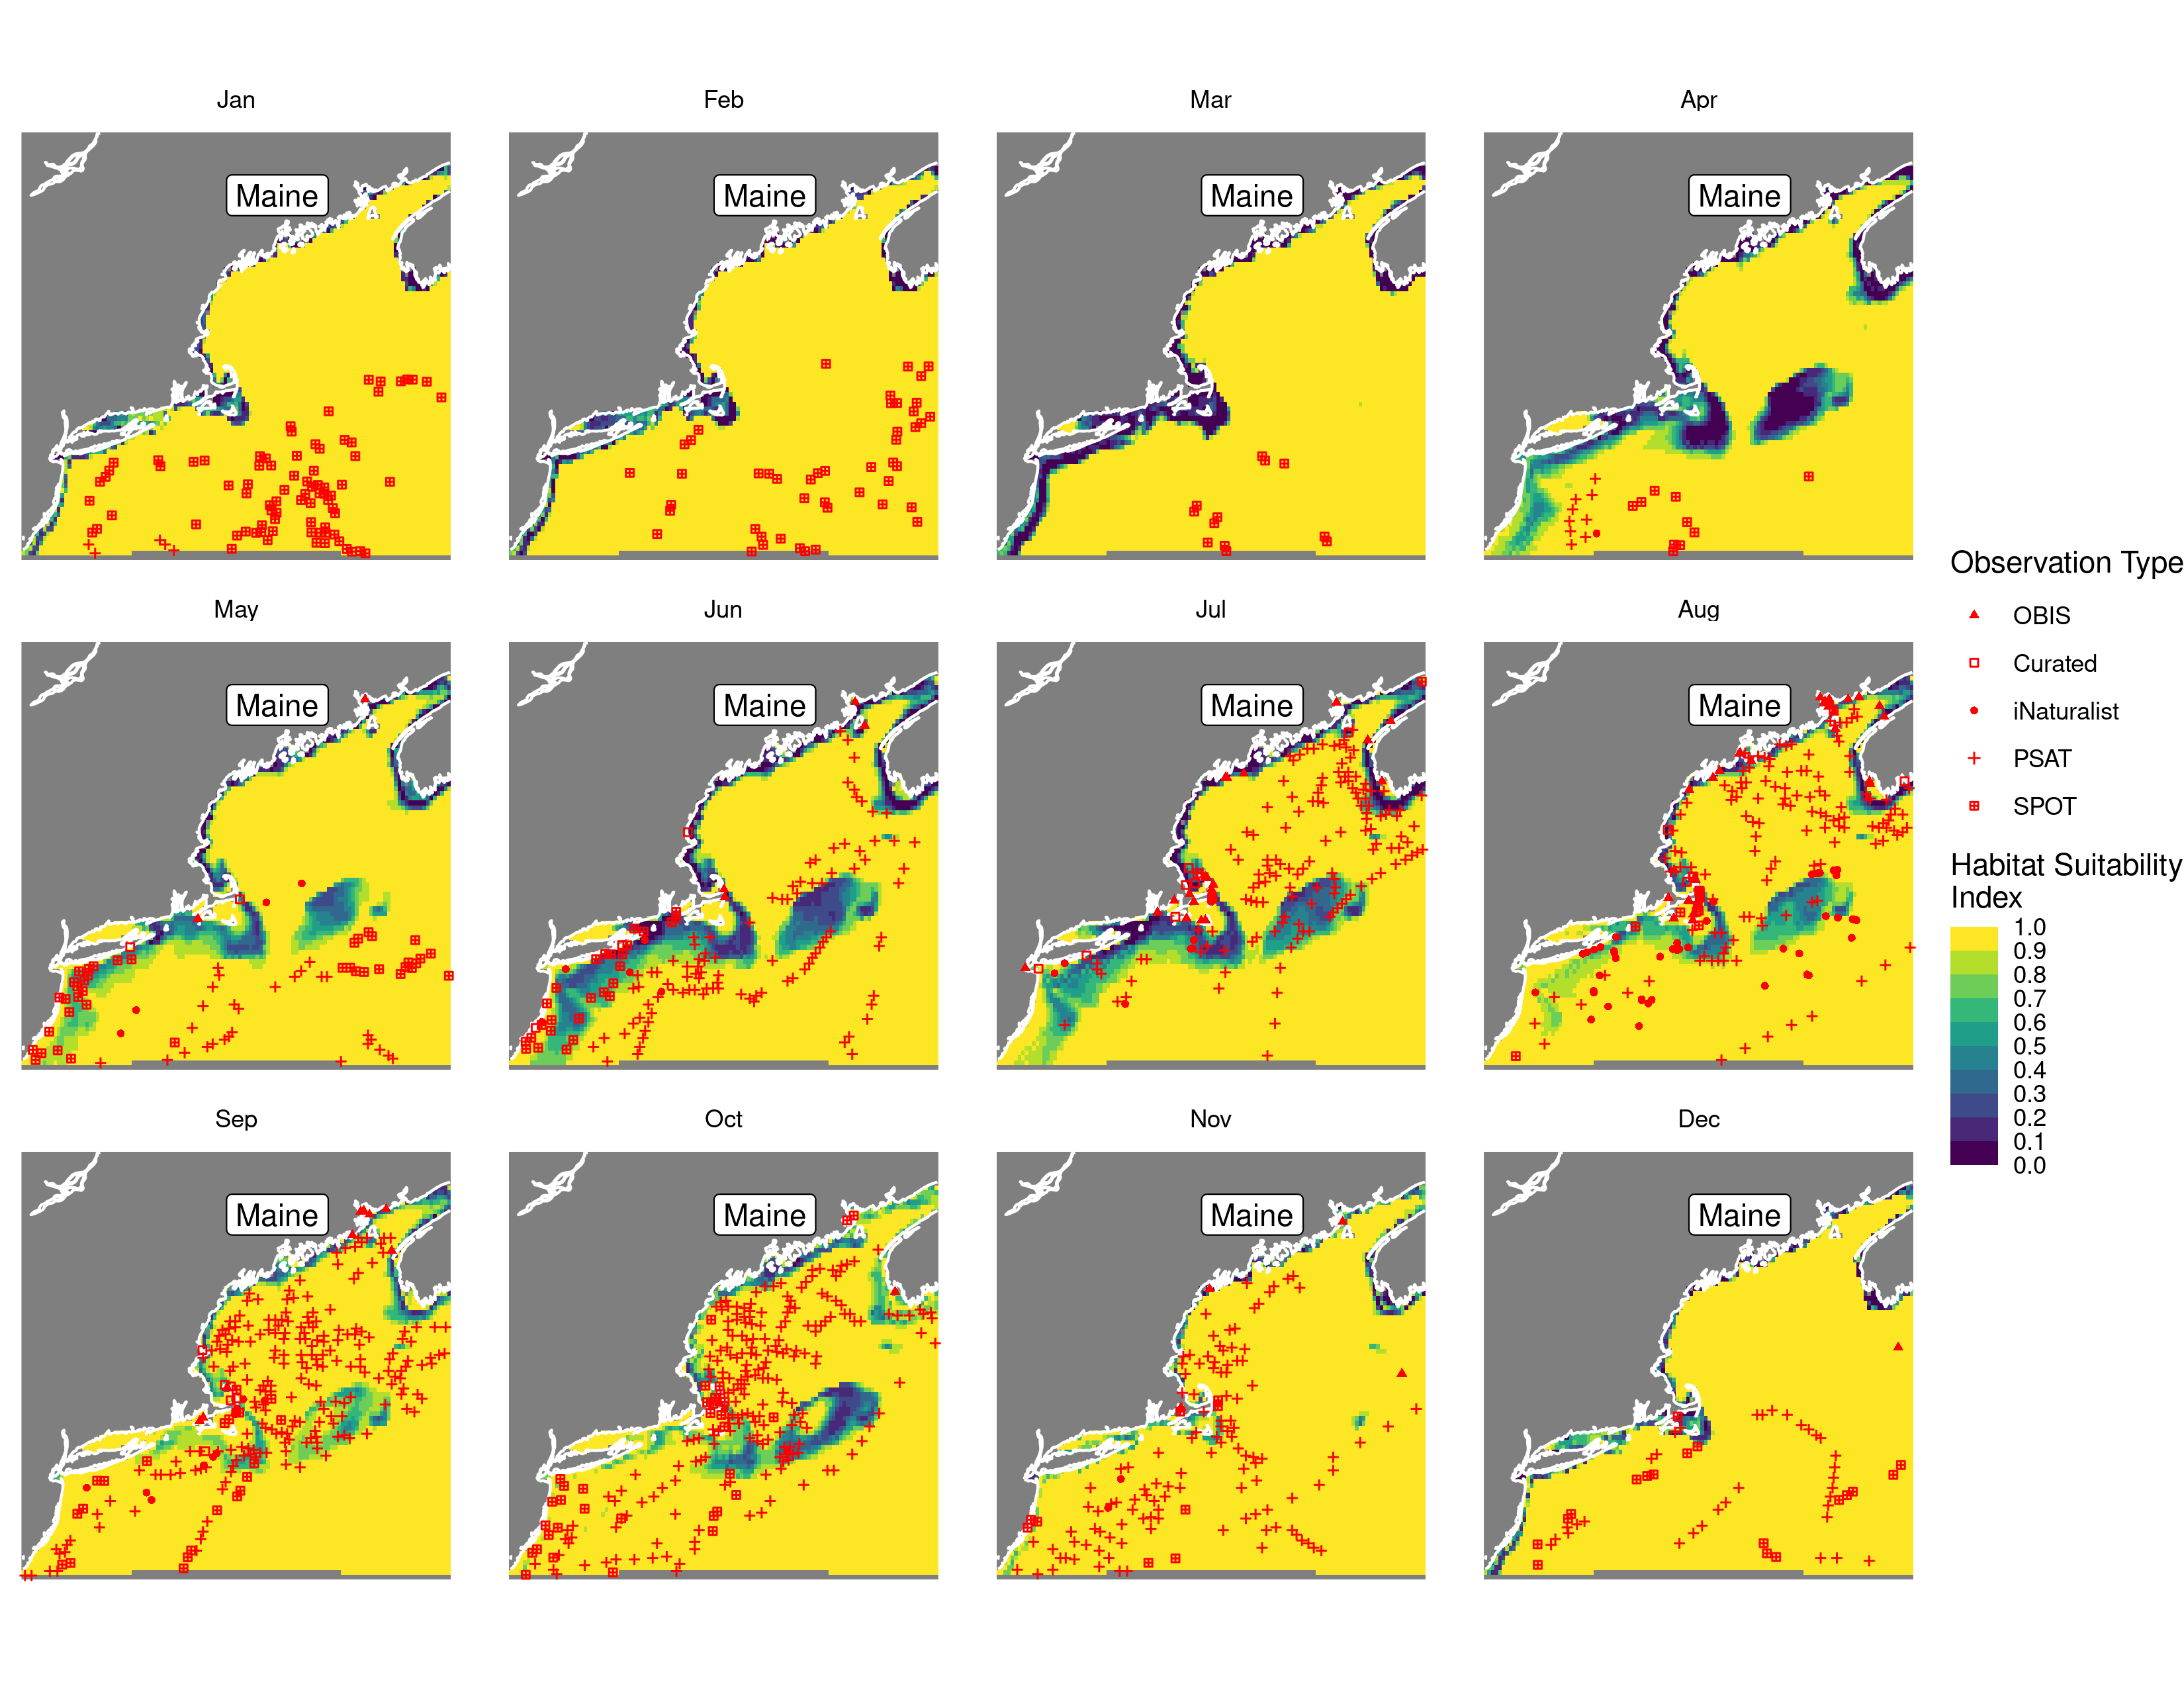 Jan
Feb
Mar
Apr
Maine
Maine
Maine
Maine
May
Jun
Jul
Aug
Maine
Maine
Maine
Maine
Sep
Oct
Nov
Dec
Maine
Maine
Maine
Maine
Observation Type
OBIS
Curated
iNaturalist
PSAT
SPOT
Habitat Suitability
Index
1.0
0.9
0.8
0.7
0.6
0.5
0.4
0.3
0.2
0.1
0.0